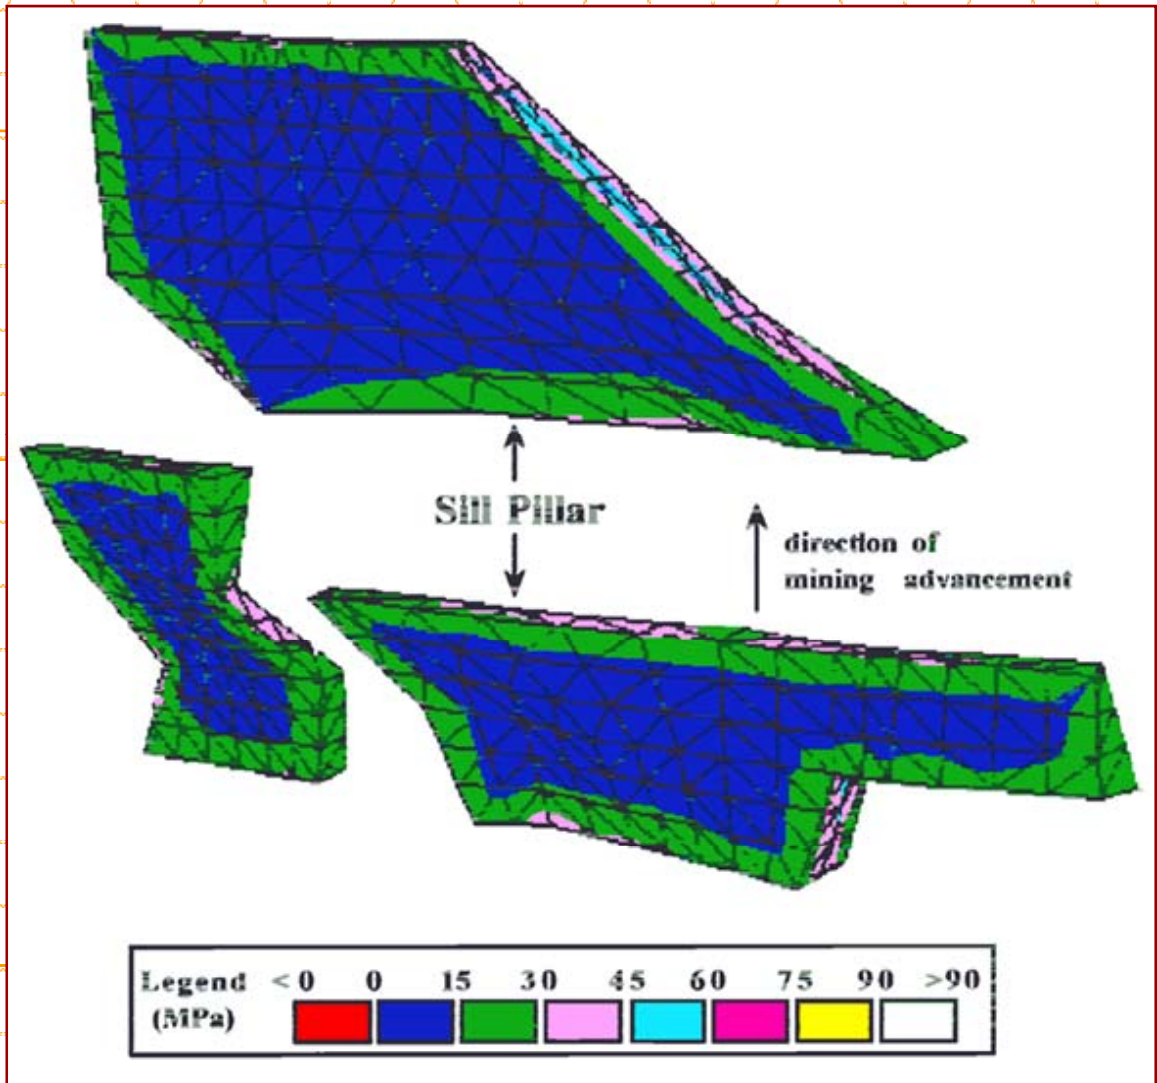 Sill Pillar
direction of
mining advancement
Legend < 0 0 15 30 45 60 75 90 >90
(MPa)